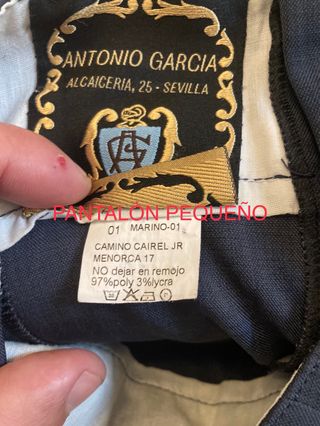 ANTONIO GARCIA
ALCAICERIA, 25 - SEVILLA
PANTALON PEQUEÑO
01 MARINO-01
CAMINO CAIREL JR
MENORCA 17
NO dejar en remojo
97%poly 3%lycra